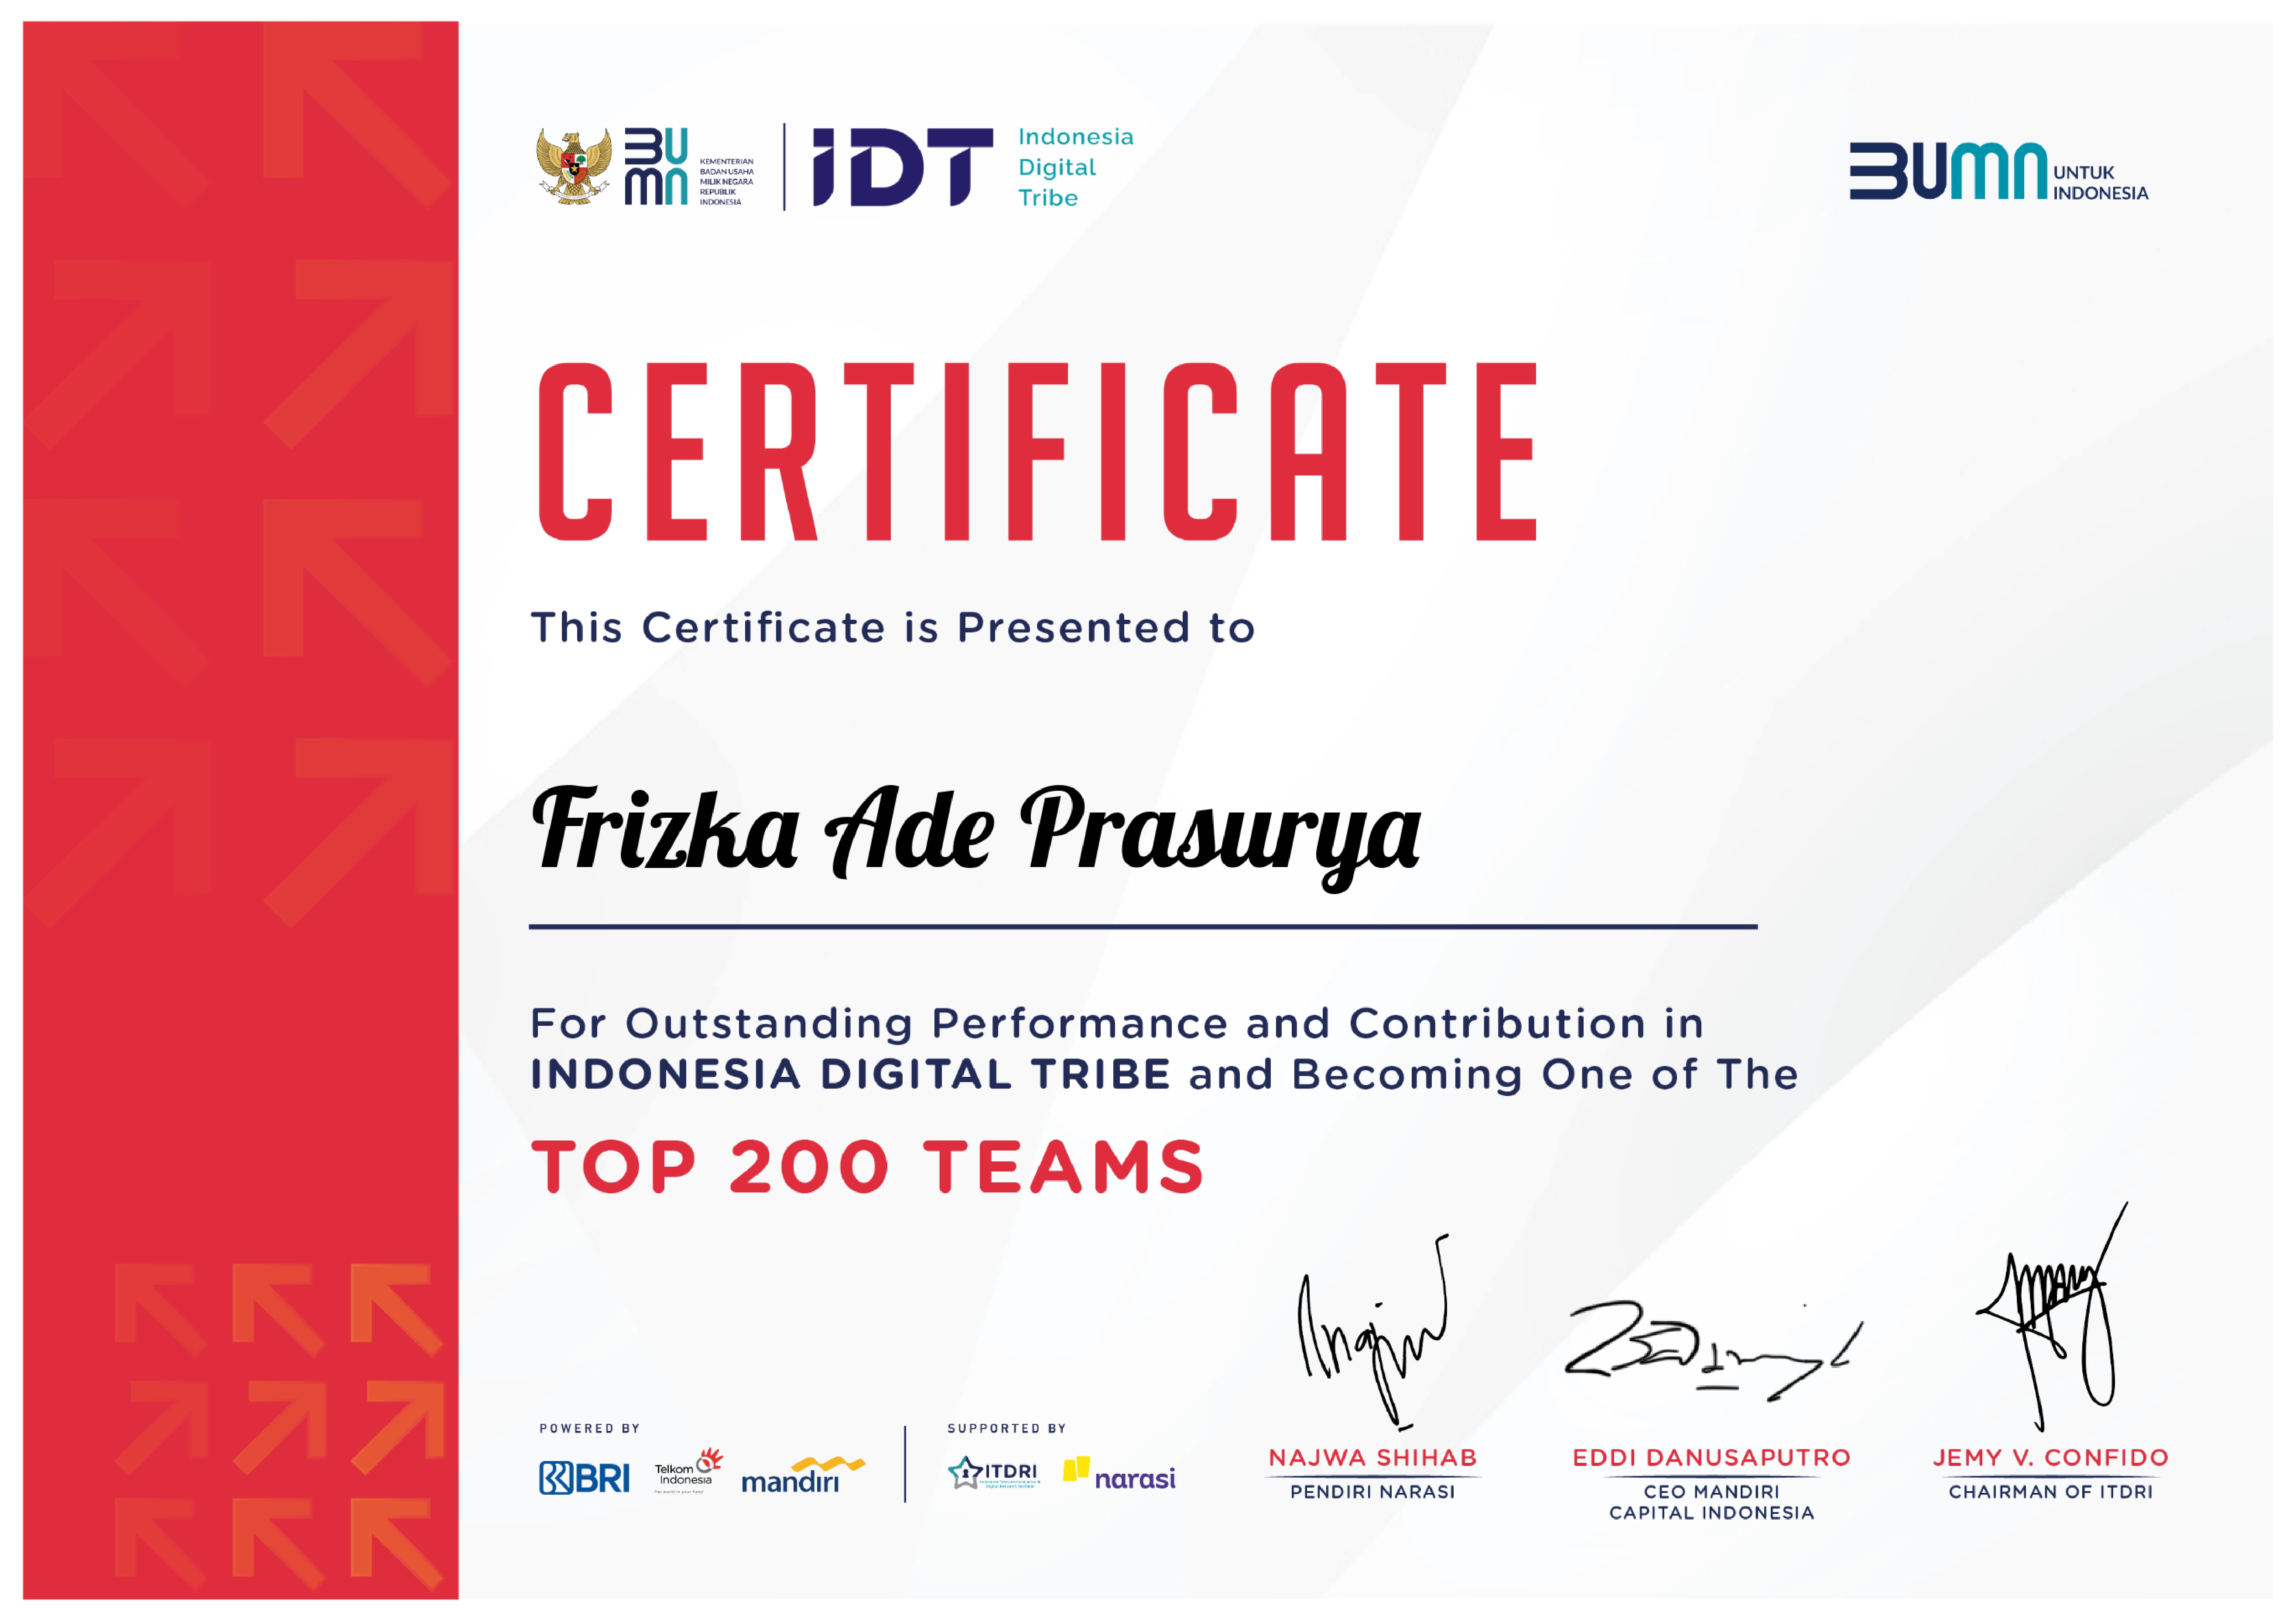 BUMN
KEMENTERIAN
BADAN USAHA
MILIK NEGARA
REPUBLIK
INDONESIA
IDT
Indonesia
Digital
Tribe
BUMN
UNTUK
INDONESIA
CERTIFICATE
This Certificate is Presented to
Frizka Ade Prasurya
For Outstanding Performance and Contribution in
INDONESIA DIGITAL TRIBE and Becoming One of The
TOP 200 TEAMS
POWERED BY
BRI
Telkom
Indonesia
mandiri
SUPPORTED BY
ITDRI
narasi
NAJWA SHIHAB
PENDIRI NARASI
EDDI DANUSAPUTRO
CEO MANDIRI
CAPITAL INDONESIA
JEMY V. CONFIDO
CHAIRMAN OF ITDRI